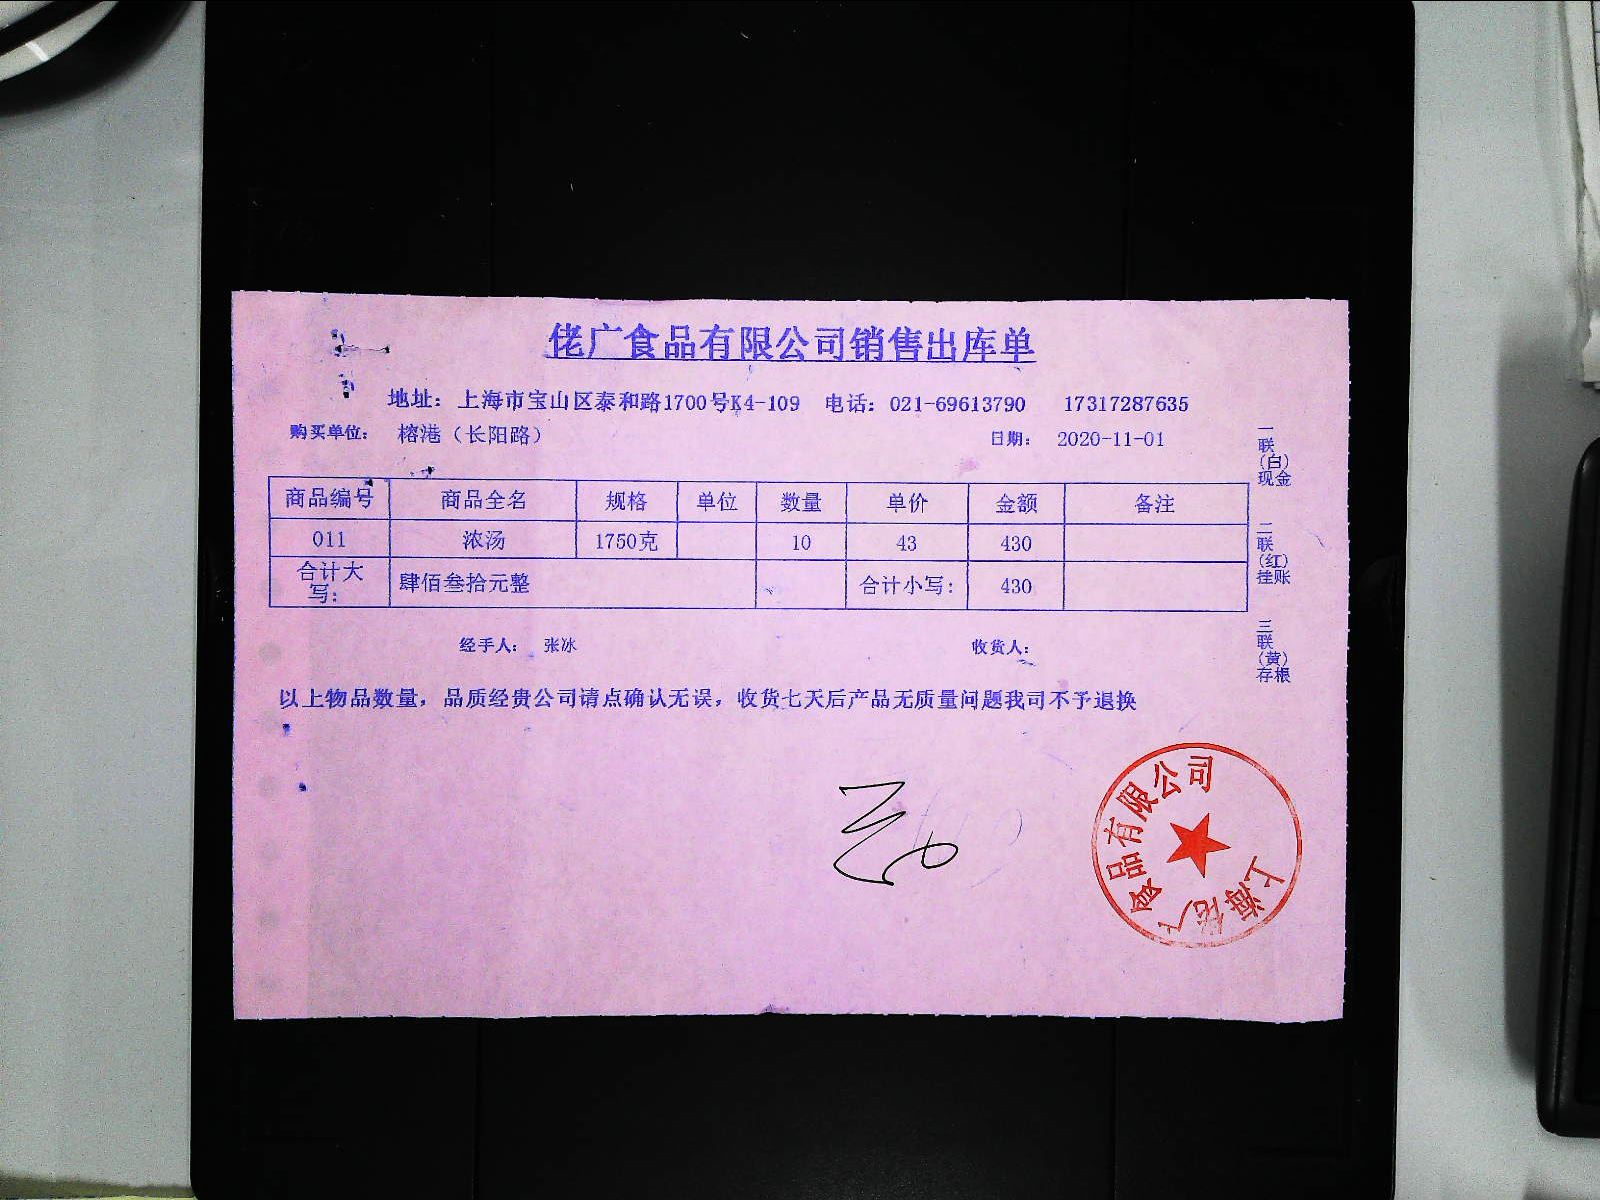 佬广食品有限公司销售出库单
地址：上海市宝山区泰和路1700号K4-109 电话：021-69613790 17317287635
购买单位： 榕港（长阳路） 日期： 2020-11-01
商品编号 商品全名 规格 单位 数量 单价 金额 备注
011 浓汤 1750克 10 43 430
合计大写： 肆佰叁拾元整 合计小写： 430
经手人： 张冰 收货人：
以上物品数量，品质经贵公司请点确认无误，收货七天后产品无质量问题我司不予退换
一联（白）现金
二联（红）挂账
三联（黄）存根
上海佬广食品有限公司